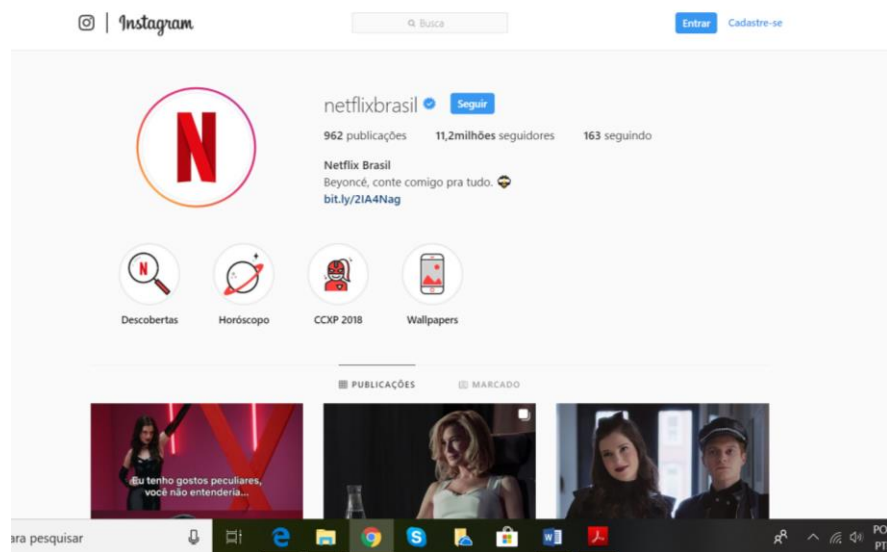 Instagram
Busca
Entrar Cadastre-se
netflixbrasil Seguir
962 publicações 11,2milhões seguidores 163 seguindo
Netflix Brasil
Beyoncé, conte comigo pra tudo.
bit.ly/2IA4Nag
N
N
Descobertas Horóscopo CCXP 2018 Wallpapers
PUBLICAÇÕES MARCADO
Eu tenho gostos peculiares,
você não entenderia...
ara pesquisar
PO
PT